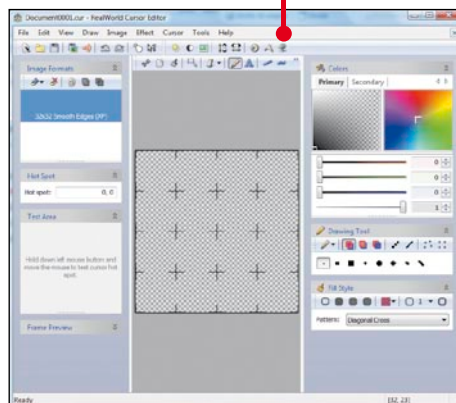 Document0001.cur - RealWorld Cursor Editor
File Edit View Draw Image Effect Cursor Tools Help
Image Formats
32x32 Smooth Edges (XP)
Hot Spot
Hot spot: 0, 0
Test Area
Hold down left mouse button and
move the mouse to test cursor hot
spot.
Frame Preview
Colors
Primary Secondary
0
0
0
1
Drawing Tool
Fill Style
1
Pattern: Diagonal Cross
Ready
[32, 23]